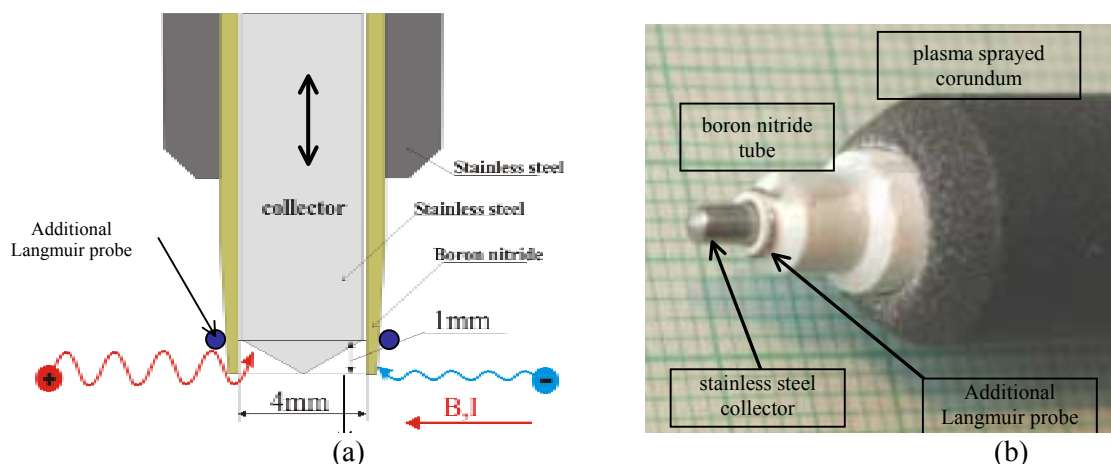 Additional
Langmuir probe
collector
Stainless steel
Stainless steel
Boron nitride
1mm
4mm
B,I
+
-
(a)
plasma sprayed
corundum
boron nitride
tube
stainless steel
collector
Additional
Langmuir probe
(b)